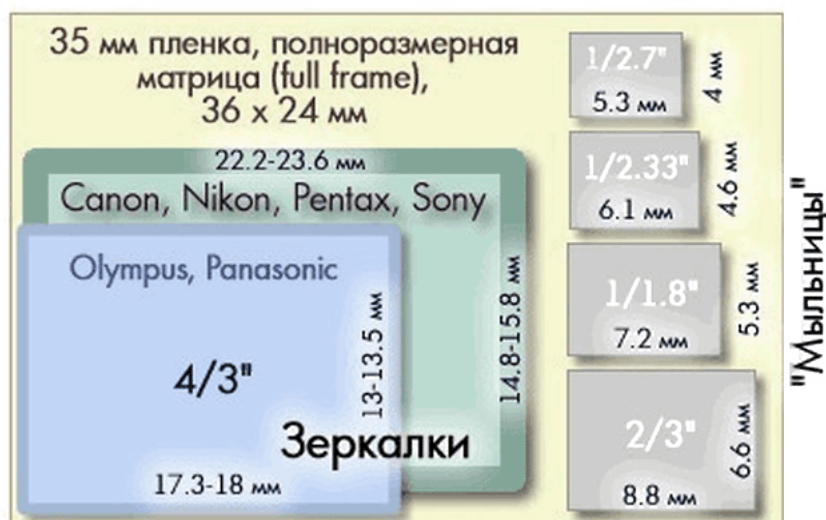 35 мм пленка, полноразмерная
матрица (full frame),
36 x 24 мм
22.2-23.6 мм
Canon, Nikon, Pentax, Sony
14.8-15.8 мм
Olympus, Panasonic
13-13.5 мм
4/3"
Зеркалки
17.3-18 мм
1/2.7"
5.3 мм
4 мм
1/2.33"
6.1 мм
4.6 мм
1/1.8"
7.2 мм
5.3 мм
2/3"
8.8 мм
6.6 мм
"Мыльницы"